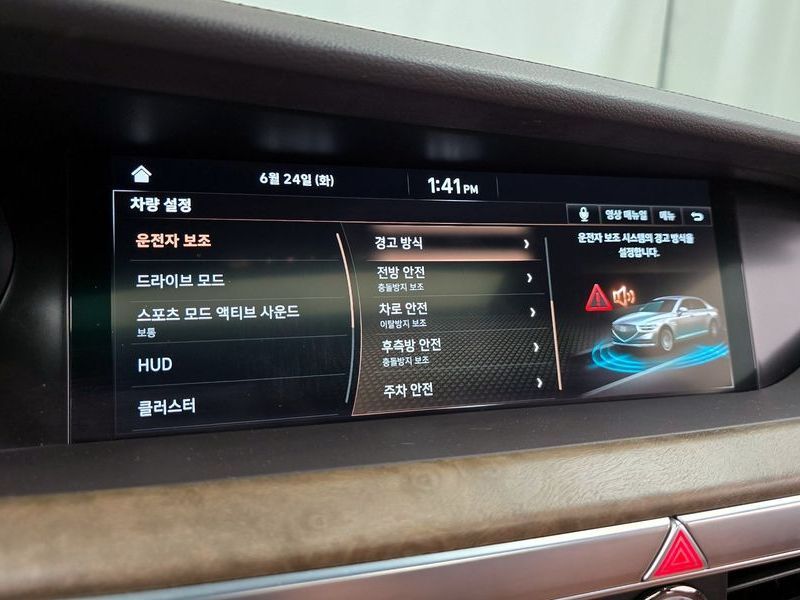 6월 24일 (화)
1:41 PM
차량 설정
영상 매뉴얼
메뉴
운전자 보조
드라이브 모드
스포츠 모드 액티브 사운드
보통
HUD
클러스터
경고 방식
전방 안전
충돌방지 보조
차로 안전
이탈방지 보조
후측방 안전
충돌방지 보조
주차 안전
운전자 보조 시스템의 경고 방식을
설정합니다.